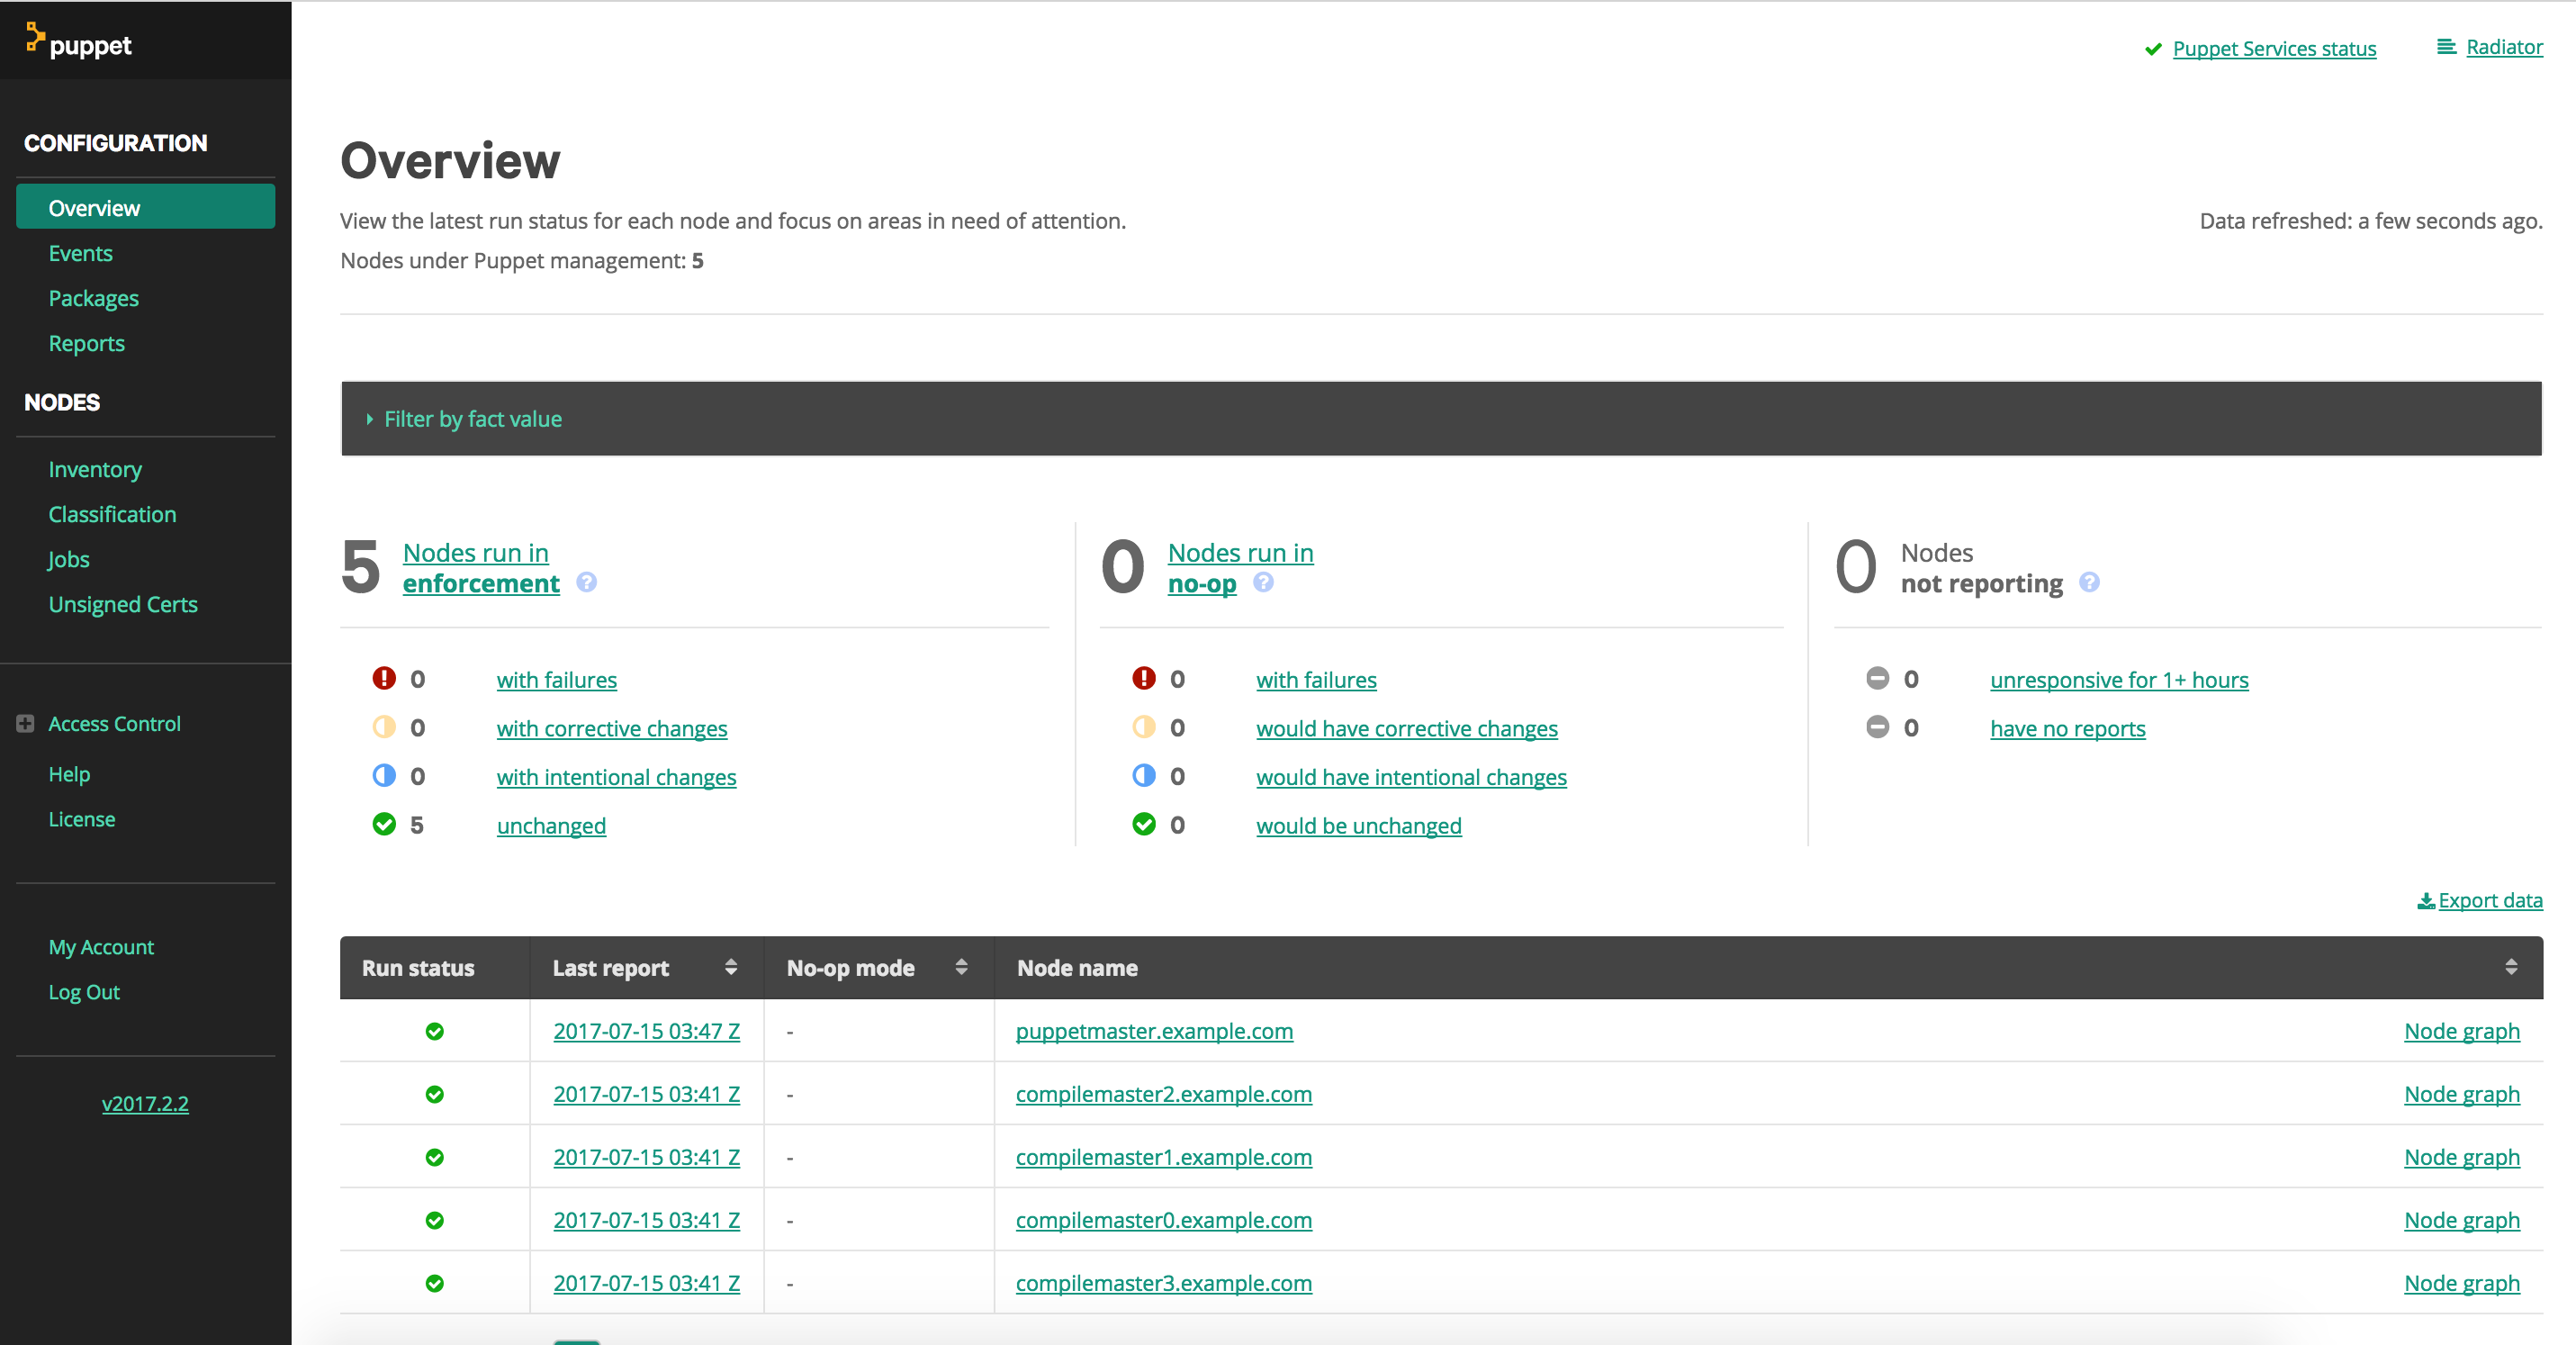 puppet
Puppet Services status
Radiator
CONFIGURATION
Overview
Events
Packages
Reports
NODES
Inventory
Classification
Jobs
Unsigned Certs
Access Control
Help
License
My Account
Log Out
v2017.2.2
Overview
View the latest run status for each node and focus on areas in need of attention.
Data refreshed: a few seconds ago.
Nodes under Puppet management: 5
Filter by fact value
5 Nodes run in
enforcement ?
0 with failures
0 with corrective changes
0 with intentional changes
5 unchanged
0 Nodes run in
no-op ?
0 with failures
0 would have corrective changes
0 would have intentional changes
0 would be unchanged
0 Nodes
not reporting ?
0 unresponsive for 1+ hours
0 have no reports
Export data
Run status Last report No-op mode Node name
2017-07-15 03:47 Z - puppetmaster.example.com Node graph
2017-07-15 03:41 Z - compilemaster2.example.com Node graph
2017-07-15 03:41 Z - compilemaster1.example.com Node graph
2017-07-15 03:41 Z - compilemaster0.example.com Node graph
2017-07-15 03:41 Z - compilemaster3.example.com Node graph